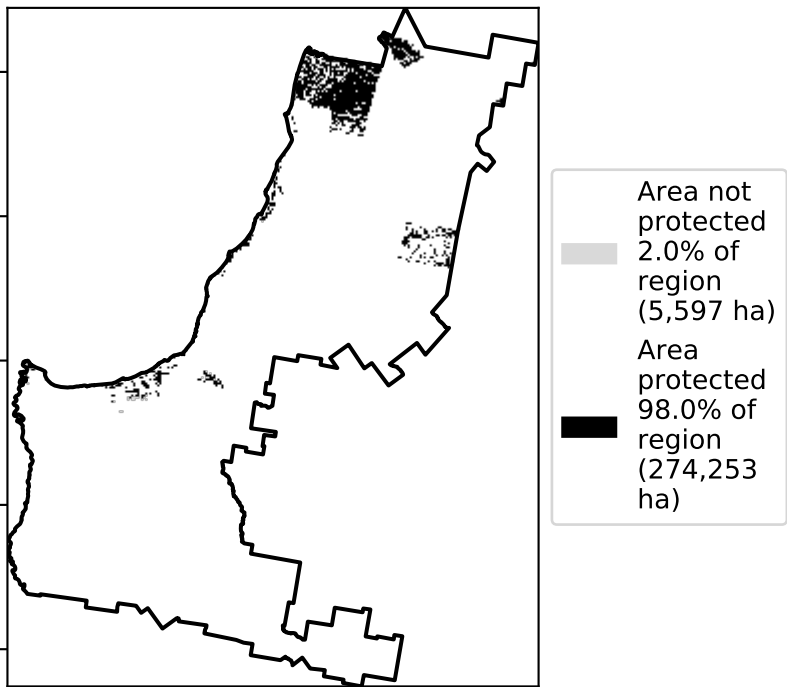 Area not
protected
2.0% of
region
(5,597 ha)
Area
protected
98.0% of
region
(274,253
ha)